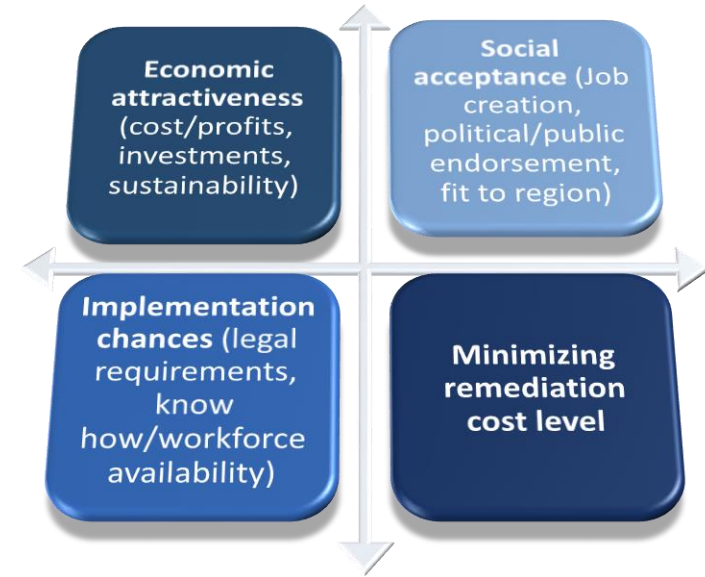 Economic
attractiveness
(cost/profits,
investments,
sustainability)
Social
acceptance (Job
creation,
political/public
endorsement,
fit to region)
Implementation
chances (legal
requirements,
know
how/workforce
availability)
Minimizing
remediation
cost level